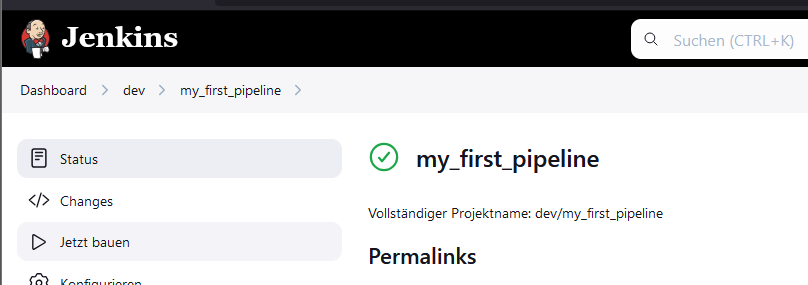 Jenkins
Suchen (CTRL+K)
Dashboard > dev > my_first_pipeline >
Status
my_first_pipeline
Changes
Vollständiger Projektname: dev/my_first_pipeline
Jetzt bauen
Permalinks
Konfigurieren